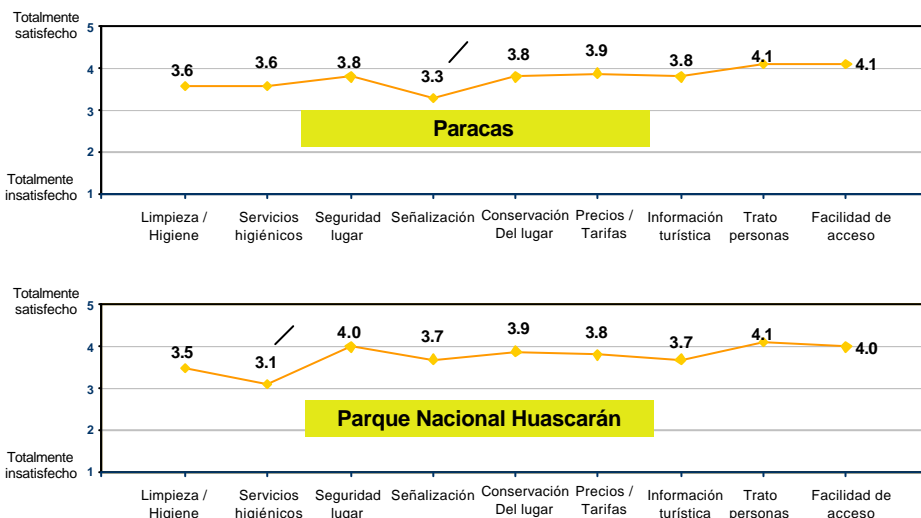 Totalmente
satisfecho
5
4
3
2
Totalmente
insatisfecho
1
3.6
3.6
3.8
3.3
3.8
3.9
3.8
4.1
4.1
Paracas
Limpieza /
Higiene
Servicios
higiénicos
Seguridad
lugar
Señalización
Conservación
Del lugar
Precios /
Tarifas
Información
turística
Trato
personas
Facilidad de
acceso
Totalmente
satisfecho
5
4
3
2
Totalmente
insatisfecho
1
3.5
3.1
4.0
3.7
3.9
3.8
3.7
4.1
4.0
Parque Nacional Huascarán
Limpieza /
Higiene
Servicios
higiénicos
Seguridad
lugar
Señalización
Conservación
Del lugar
Precios /
Tarifas
Información
turística
Trato
personas
Facilidad de
acceso